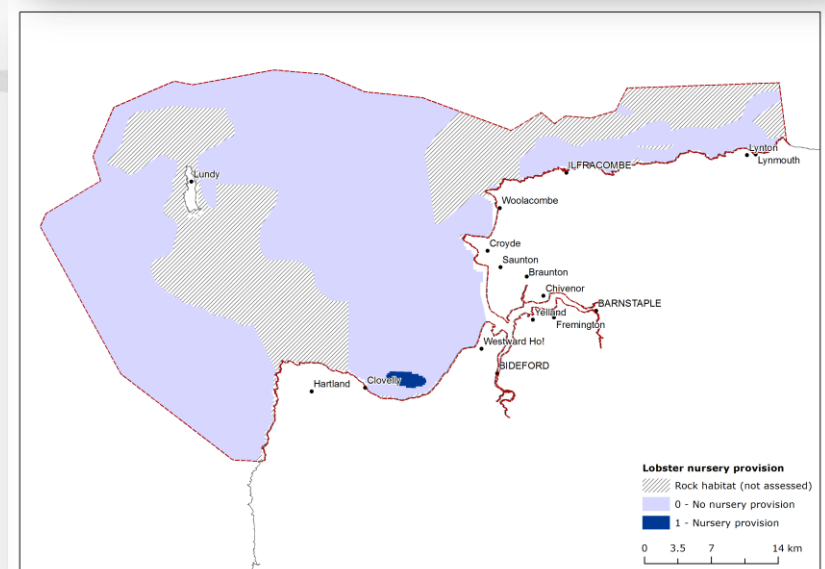 Lundy
Lynton
Lynmouth
ILFRACOMBE
Woolacombe
Croyde
Saunton
Braunton
Chivenor
BARNSTAPLE
Yelland
Fremington
Westward Ho!
BIDEFORD
Clovelly
Hartland
Lobster nursery provision
Rock habitat (not assessed)
0 - No nursery provision
1 - Nursery provision
0 3.5 7 14 km